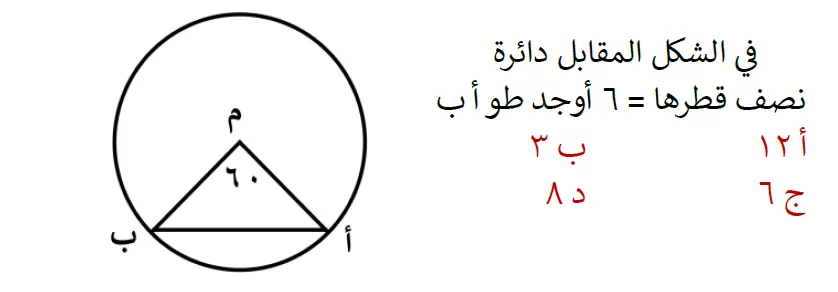 في الشكل المقابل دائرة
نصف قطرها = ٦ أوجد طو أ ب
أ ١٢ ب ٣
ج ٦ د ٨
م
٦٠
ب أ